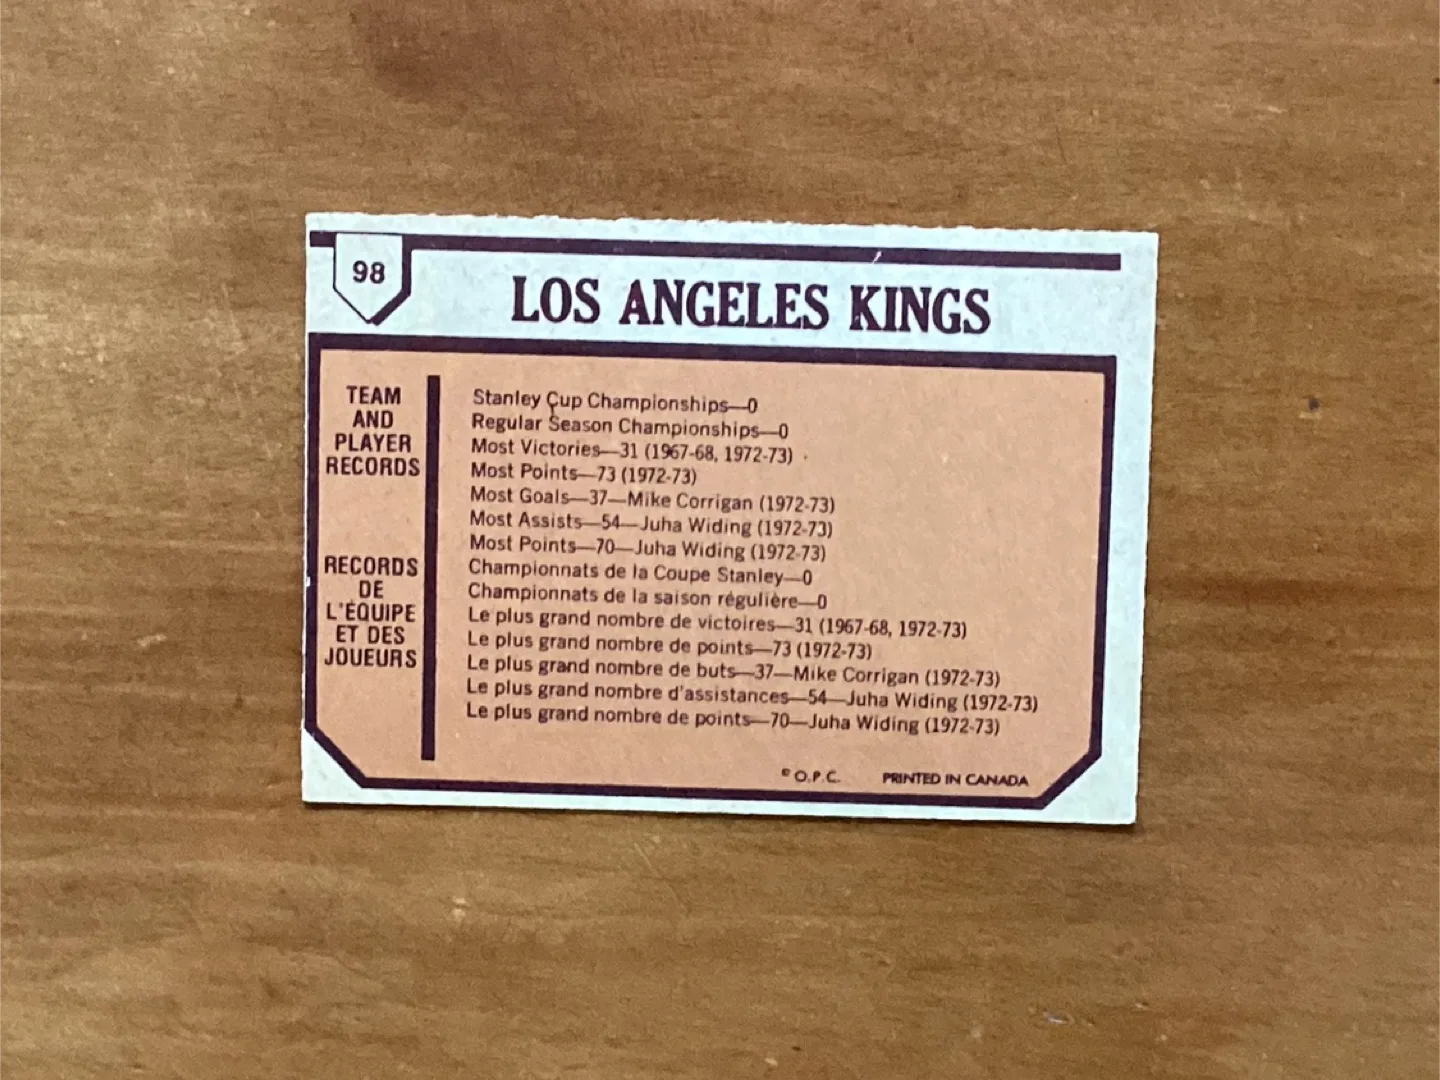 98
LOS ANGELES KINGS
TEAM
AND
PLAYER
RECORDS
RECORDS
DE
L'ÉQUIPE
ET DES
JOUEURS
Stanley Cup Championships—0
Regular Season Championships—0
Most Victories—31 (1967-68, 1972-73)
Most Points—73 (1972-73)
Most Goals—37—Mike Corrigan (1972-73)
Most Assists—54—Juha Widing (1972-73)
Most Points—70—Juha Widing (1972-73)
Championnats de la Coupe Stanley—0
Championnats de la saison régulière—0
Le plus grand nombre de victoires—31 (1967-68, 1972-73)
Le plus grand nombre de points—73 (1972-73)
Le plus grand nombre de buts—37—Mike Corrigan (1972-73)
Le plus grand nombre d'assistances—54—Juha Widing (1972-73)
Le plus grand nombre de points—70—Juha Widing (1972-73)
© O.P.C. PRINTED IN CANADA